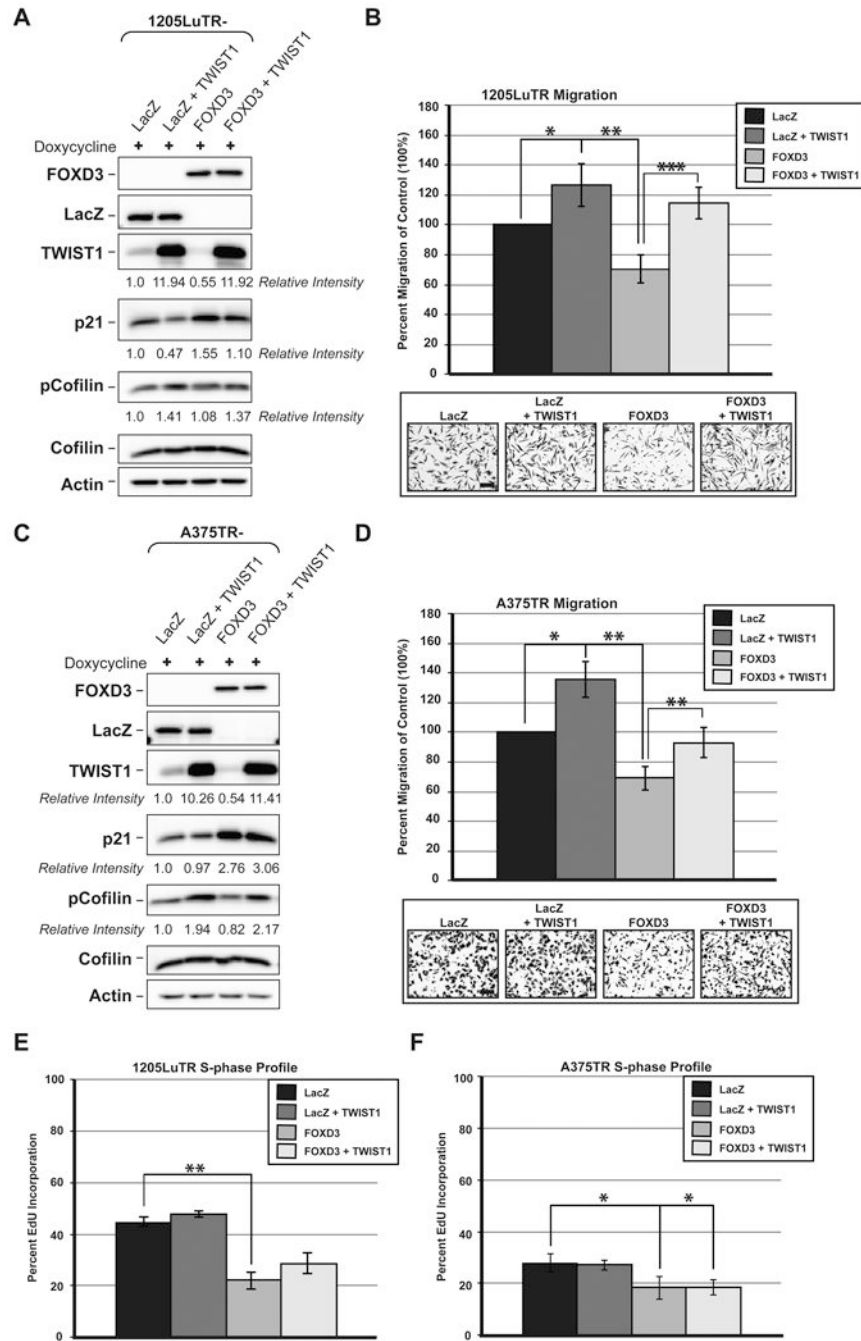 A
1205LuTR-
LacZ
LacZ + TWIST1
FOXD3
FOXD3 + TWIST1
Doxycycline + + + +
FOXD3
LacZ
TWIST1
1.0 11.94 0.55 11.92 Relative Intensity
p21
1.0 0.47 1.55 1.10 Relative Intensity
pCofilin
1.0 1.41 1.08 1.37 Relative Intensity
Cofilin
Actin
B
1205LuTR Migration
Percent Migration of Control (100%)
180
160
140
120
100
80
60
40
20
0
* ** ***
LacZ
LacZ + TWIST1
FOXD3
FOXD3 + TWIST1
LacZ
LacZ
+ TWIST1
FOXD3
FOXD3
+ TWIST1
C
A375TR-
LacZ
LacZ + TWIST1
FOXD3
FOXD3 + TWIST1
Doxycycline + + + +
FOXD3
LacZ
TWIST1
Relative Intensity 1.0 10.26 0.54 11.41
p21
Relative Intensity 1.0 0.97 2.76 3.06
pCofilin
Relative Intensity 1.0 1.94 0.82 2.17
Cofilin
Actin
D
A375TR Migration
Percent Migration of Control (100%)
180
160
140
120
100
80
60
40
20
0
* ** **
LacZ
LacZ + TWIST1
FOXD3
FOXD3 + TWIST1
LacZ
LacZ
+ TWIST1
FOXD3
FOXD3
+ TWIST1
E
1205LuTR S-phase Profile
Percent EdU Incorporation
100
80
60
40
20
0
**
LacZ
LacZ + TWIST1
FOXD3
FOXD3 + TWIST1
F
A375TR S-phase Profile
Percent EdU Incorporation
100
80
60
40
20
0
* *
LacZ
LacZ + TWIST1
FOXD3
FOXD3 + TWIST1